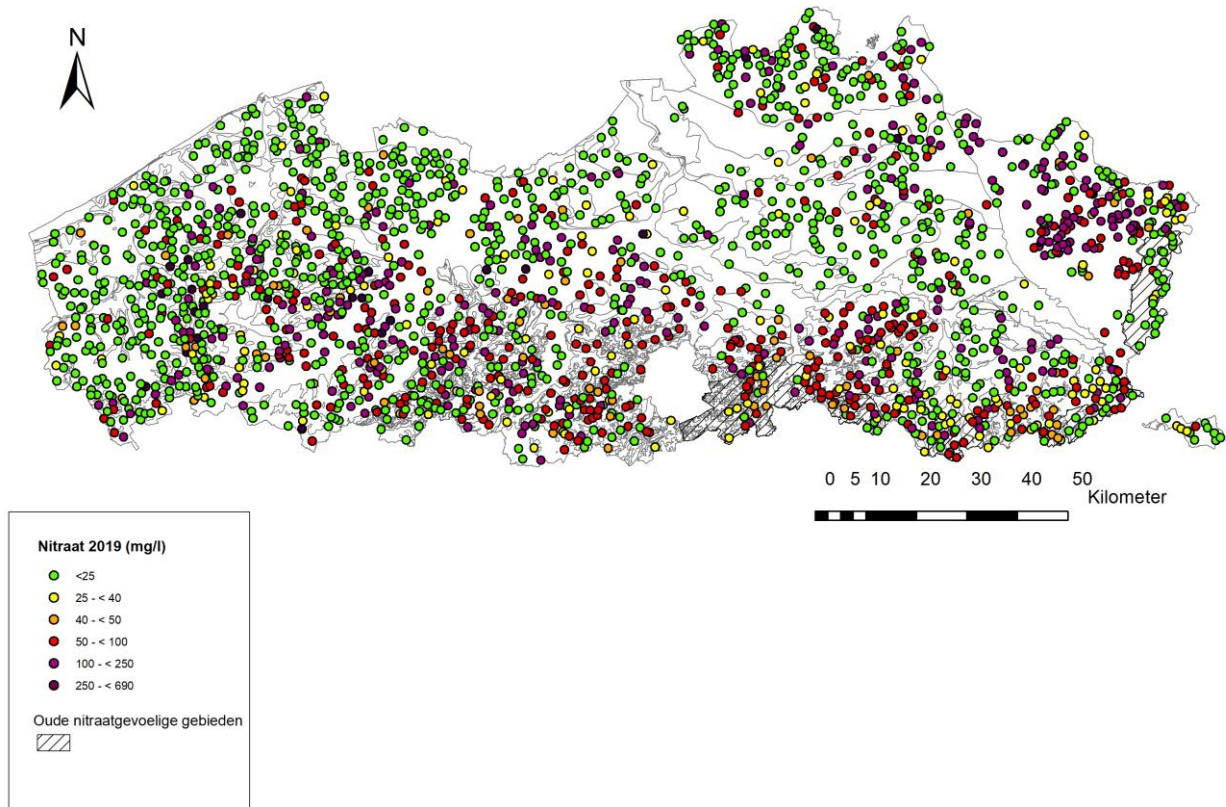 N
0 5 10 20 30 40 50
Kilometer
Nitraat 2019 (mg/l)
<25
25 - < 40
40 - < 50
50 - < 100
100 - < 250
250 - < 690
Oude nitraatgevoelige gebieden